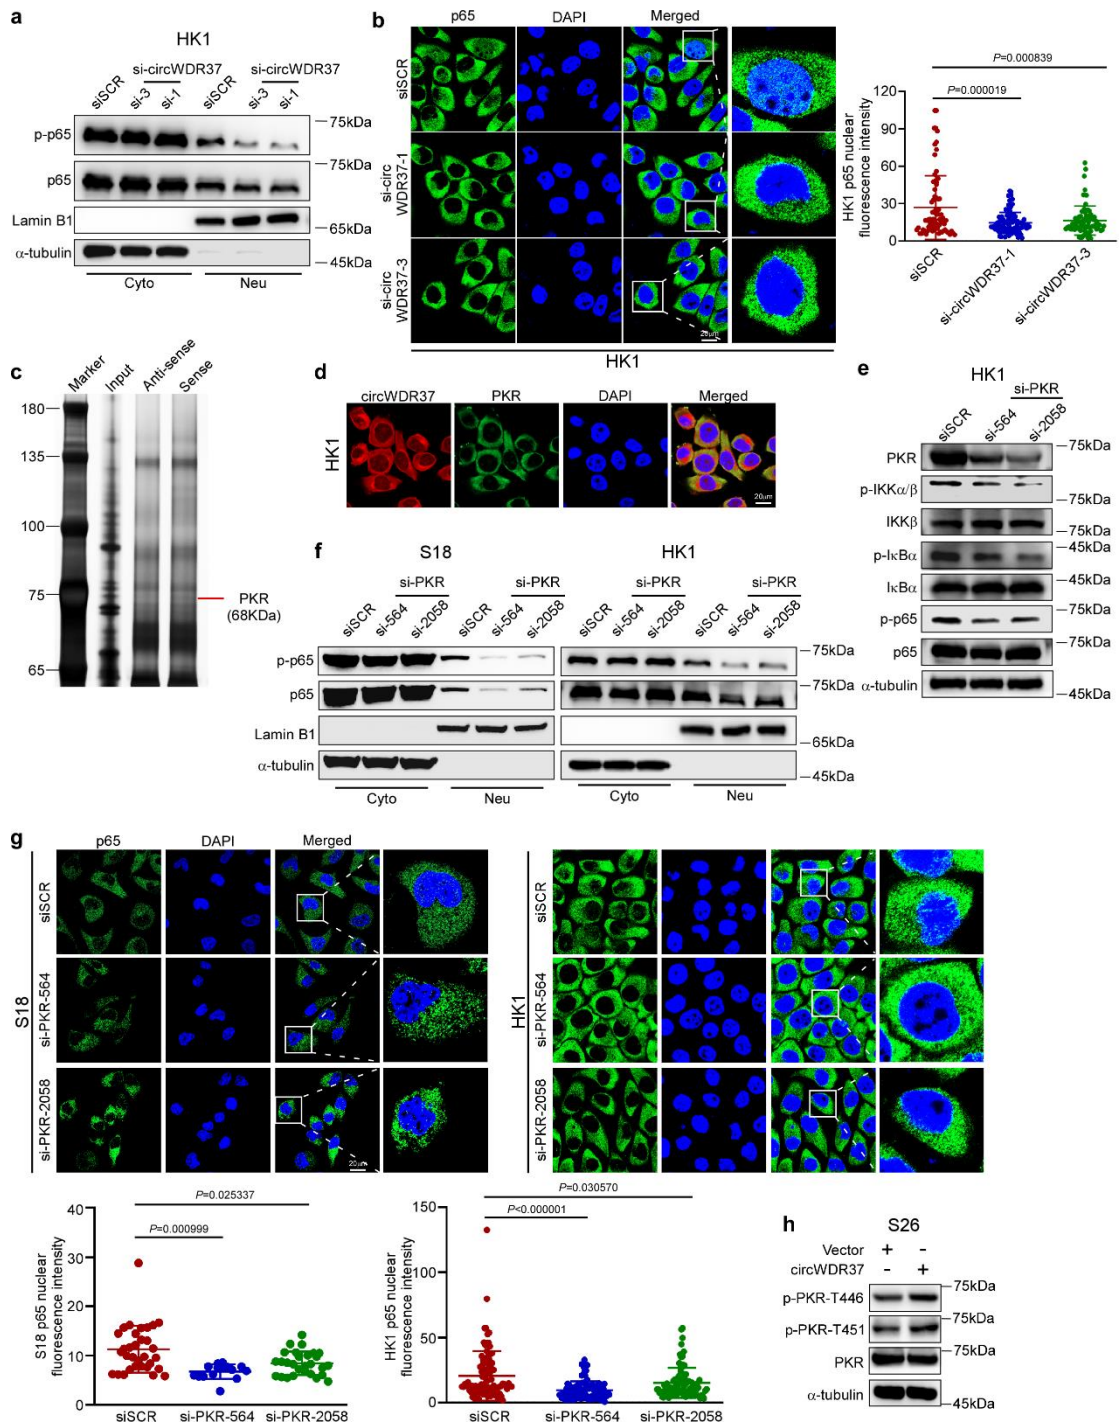 a
HK1
si-circWDR37 si-circWDR37
siSCR si-3 si-1 siSCR si-3 si-1
p-p65 75kDa
p65 75kDa
Lamin B1 65kDa
α-tubulin 45kDa
Cyto Neu
b
p65 DAPI Merged
siSCR
si-circ
WDR37-1
si-circ
WDR37-3
20μm
HK1
P=0.000839
P=0.000019
HK1 p65 nuclear
fluorescence intensity
120
90
60
30
0
siSCR si-circWDR37-1 si-circWDR37-3
c
Marker Input Anti-sense Sense
180
135
100
75
65
PKR
(68KDa)
d
circWDR37 PKR DAPI Merged
HK1
20μm
e
HK1
si-PKR
siSCR si-564 si-2058
PKR 75kDa
p-IKKα/β 75kDa
IKKβ 75kDa
p-IκBα 45kDa
IκBα 45kDa
p-p65 75kDa
p65 75kDa
α-tubulin 45kDa
f
S18 HK1
si-PKR si-PKR si-PKR si-PKR
siSCR si-564 si-2058 siSCR si-564 si-2058 siSCR si-564 si-2058 siSCR si-564 si-2058
p-p65 75kDa
p65 75kDa
Lamin B1 65kDa
α-tubulin 45kDa
Cyto Neu Cyto Neu
g
p65 DAPI Merged
S18
siSCR
si-PKR-564
si-PKR-2058
20μm
HK1
siSCR
si-PKR-564
si-PKR-2058
P=0.025337
P=0.000999
S18 p65 nuclear
fluorescence intensity
40
30
20
10
0
siSCR si-PKR-564 si-PKR-2058
P=0.030570
P<0.000001
HK1 p65 nuclear
fluorescence intensity
150
100
50
0
siSCR si-PKR-564 si-PKR-2058
h
S26
Vector + -
circWDR37 - +
p-PKR-T446 75kDa
p-PKR-T451 75kDa
PKR 75kDa
α-tubulin 45kDa